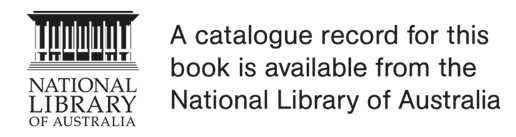 NATIONAL
LIBRARY
OF AUSTRALIA
A catalogue record for this
book is available from the
National Library of Australia